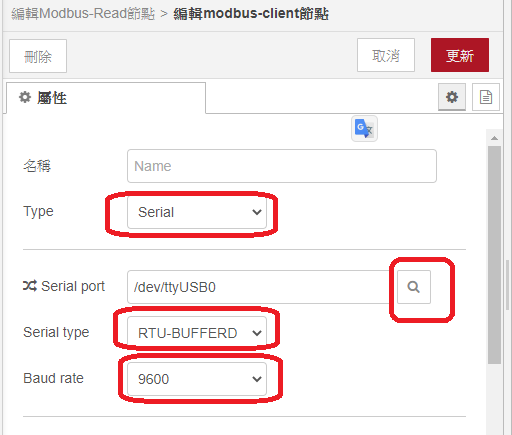 編輯Modbus-Read節點 > 編輯modbus-client節點
刪除 取消 更新
屬性
名稱 Name
Type Serial
Serial port /dev/ttyUSB0
Serial type RTU-BUFFERD
Baud rate 9600